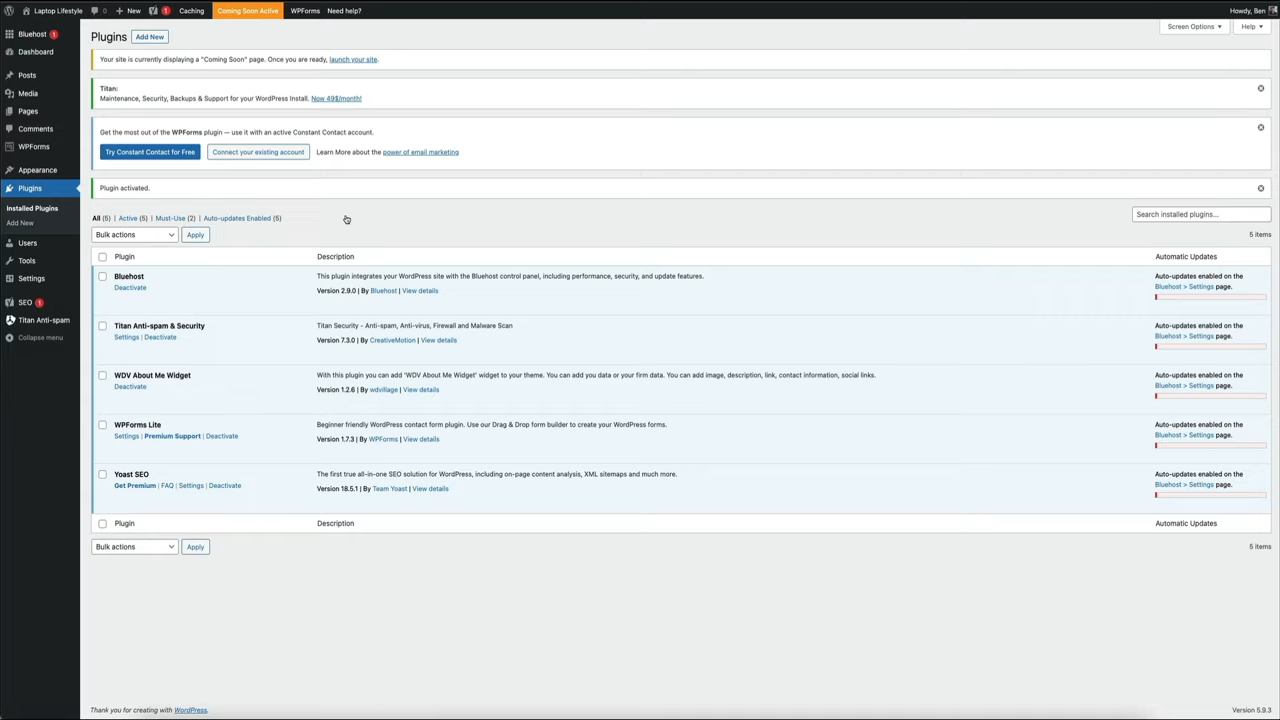 Laptop Lifestyle 0 New 1 Caching Coming Soon Active WPForms Need help? Howdy, Ben
Bluehost 1
Dashboard
Posts
Media
Pages
Comments
WPForms
Appearance
Plugins
Installed Plugins
Add New
Users
Tools
Settings
SEO 1
Titan Anti-spam
Collapse menu
Screen Options Help
Plugins Add New
Your site is currently displaying a "Coming Soon" page. Once you are ready, launch your site.
Titan:
Maintenance, Security, Backups & Support for your WordPress Install. Now 49$/month!
Get the most out of the WPForms plugin — use it with an active Constant Contact account.
Try Constant Contact for Free Connect your existing account Learn More about the power of email marketing
Plugin activated.
All (5) | Active (5) | Must-Use (2) | Auto-updates Enabled (5)
Search installed plugins...
Bulk actions Apply 5 items
Plugin Description Automatic Updates
Bluehost This plugin integrates your WordPress site with the Bluehost control panel, including performance, security, and update features. Auto-updates enabled on the
Deactivate Version 2.9.0 | By Bluehost | View details Bluehost > Settings page.
Titan Anti-spam & Security Titan Security - Anti-spam, Anti-virus, Firewall and Malware Scan Auto-updates enabled on the
Settings | Deactivate Version 7.3.0 | By CreativeMotion | View details Bluehost > Settings page.
WDV About Me Widget With this plugin you can add 'WDV About Me Widget' widget to your theme. You can add you data or your firm data. You can add image, description, link, contact information, social links. Auto-updates enabled on the
Deactivate Version 1.2.6 | By wdvillage | View details Bluehost > Settings page.
WPForms Lite Beginner friendly WordPress contact form plugin. Use our Drag & Drop form builder to create your WordPress forms. Auto-updates enabled on the
Settings | Premium Support | Deactivate Version 1.7.3 | By WPForms | View details Bluehost > Settings page.
Yoast SEO The first true all-in-one SEO solution for WordPress, including on-page content analysis, XML sitemaps and much more. Auto-updates enabled on the
Get Premium | FAQ | Settings | Deactivate Version 18.5.1 | By Team Yoast | View details Bluehost > Settings page.
Plugin Description Automatic Updates
Bulk actions Apply 5 items
Thank you for creating with WordPress. Version 5.9.3